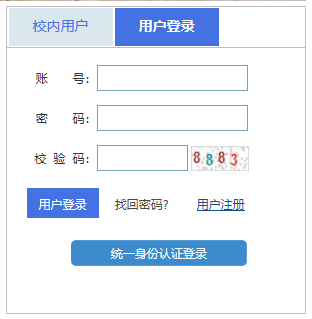 校内用户 用户登录
账 号:
密 码:
校 验 码: 8883
用户登录 找回密码? 用户注册
统一身份认证登录